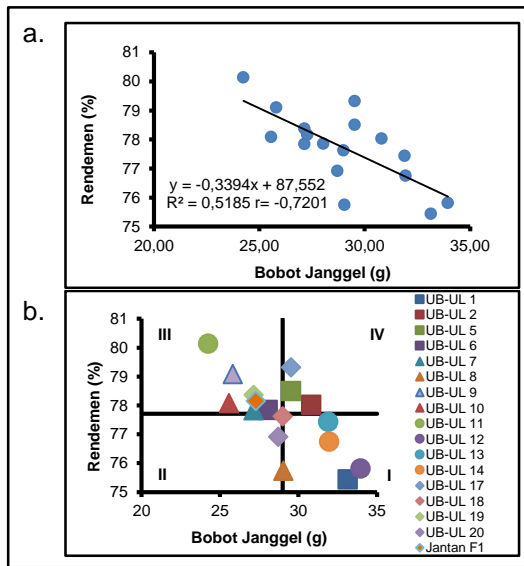 a.
81
80
79
78
77
76
75
Rendemen (%)
y = -0,3394x + 87,552
R² = 0,5185 r= -0,7201
20,00 25,00 30,00 35,00
Bobot Janggel (g)
b.
81
80
79
78
77
76
75
Rendemen (%)
III IV
II I
20 25 30 35
Bobot Janggel (g)
UB-UL 1
UB-UL 2
UB-UL 5
UB-UL 6
UB-UL 7
UB-UL 8
UB-UL 9
UB-UL 10
UB-UL 11
UB-UL 12
UB-UL 13
UB-UL 14
UB-UL 17
UB-UL 18
UB-UL 19
UB-UL 20
Jantan F1